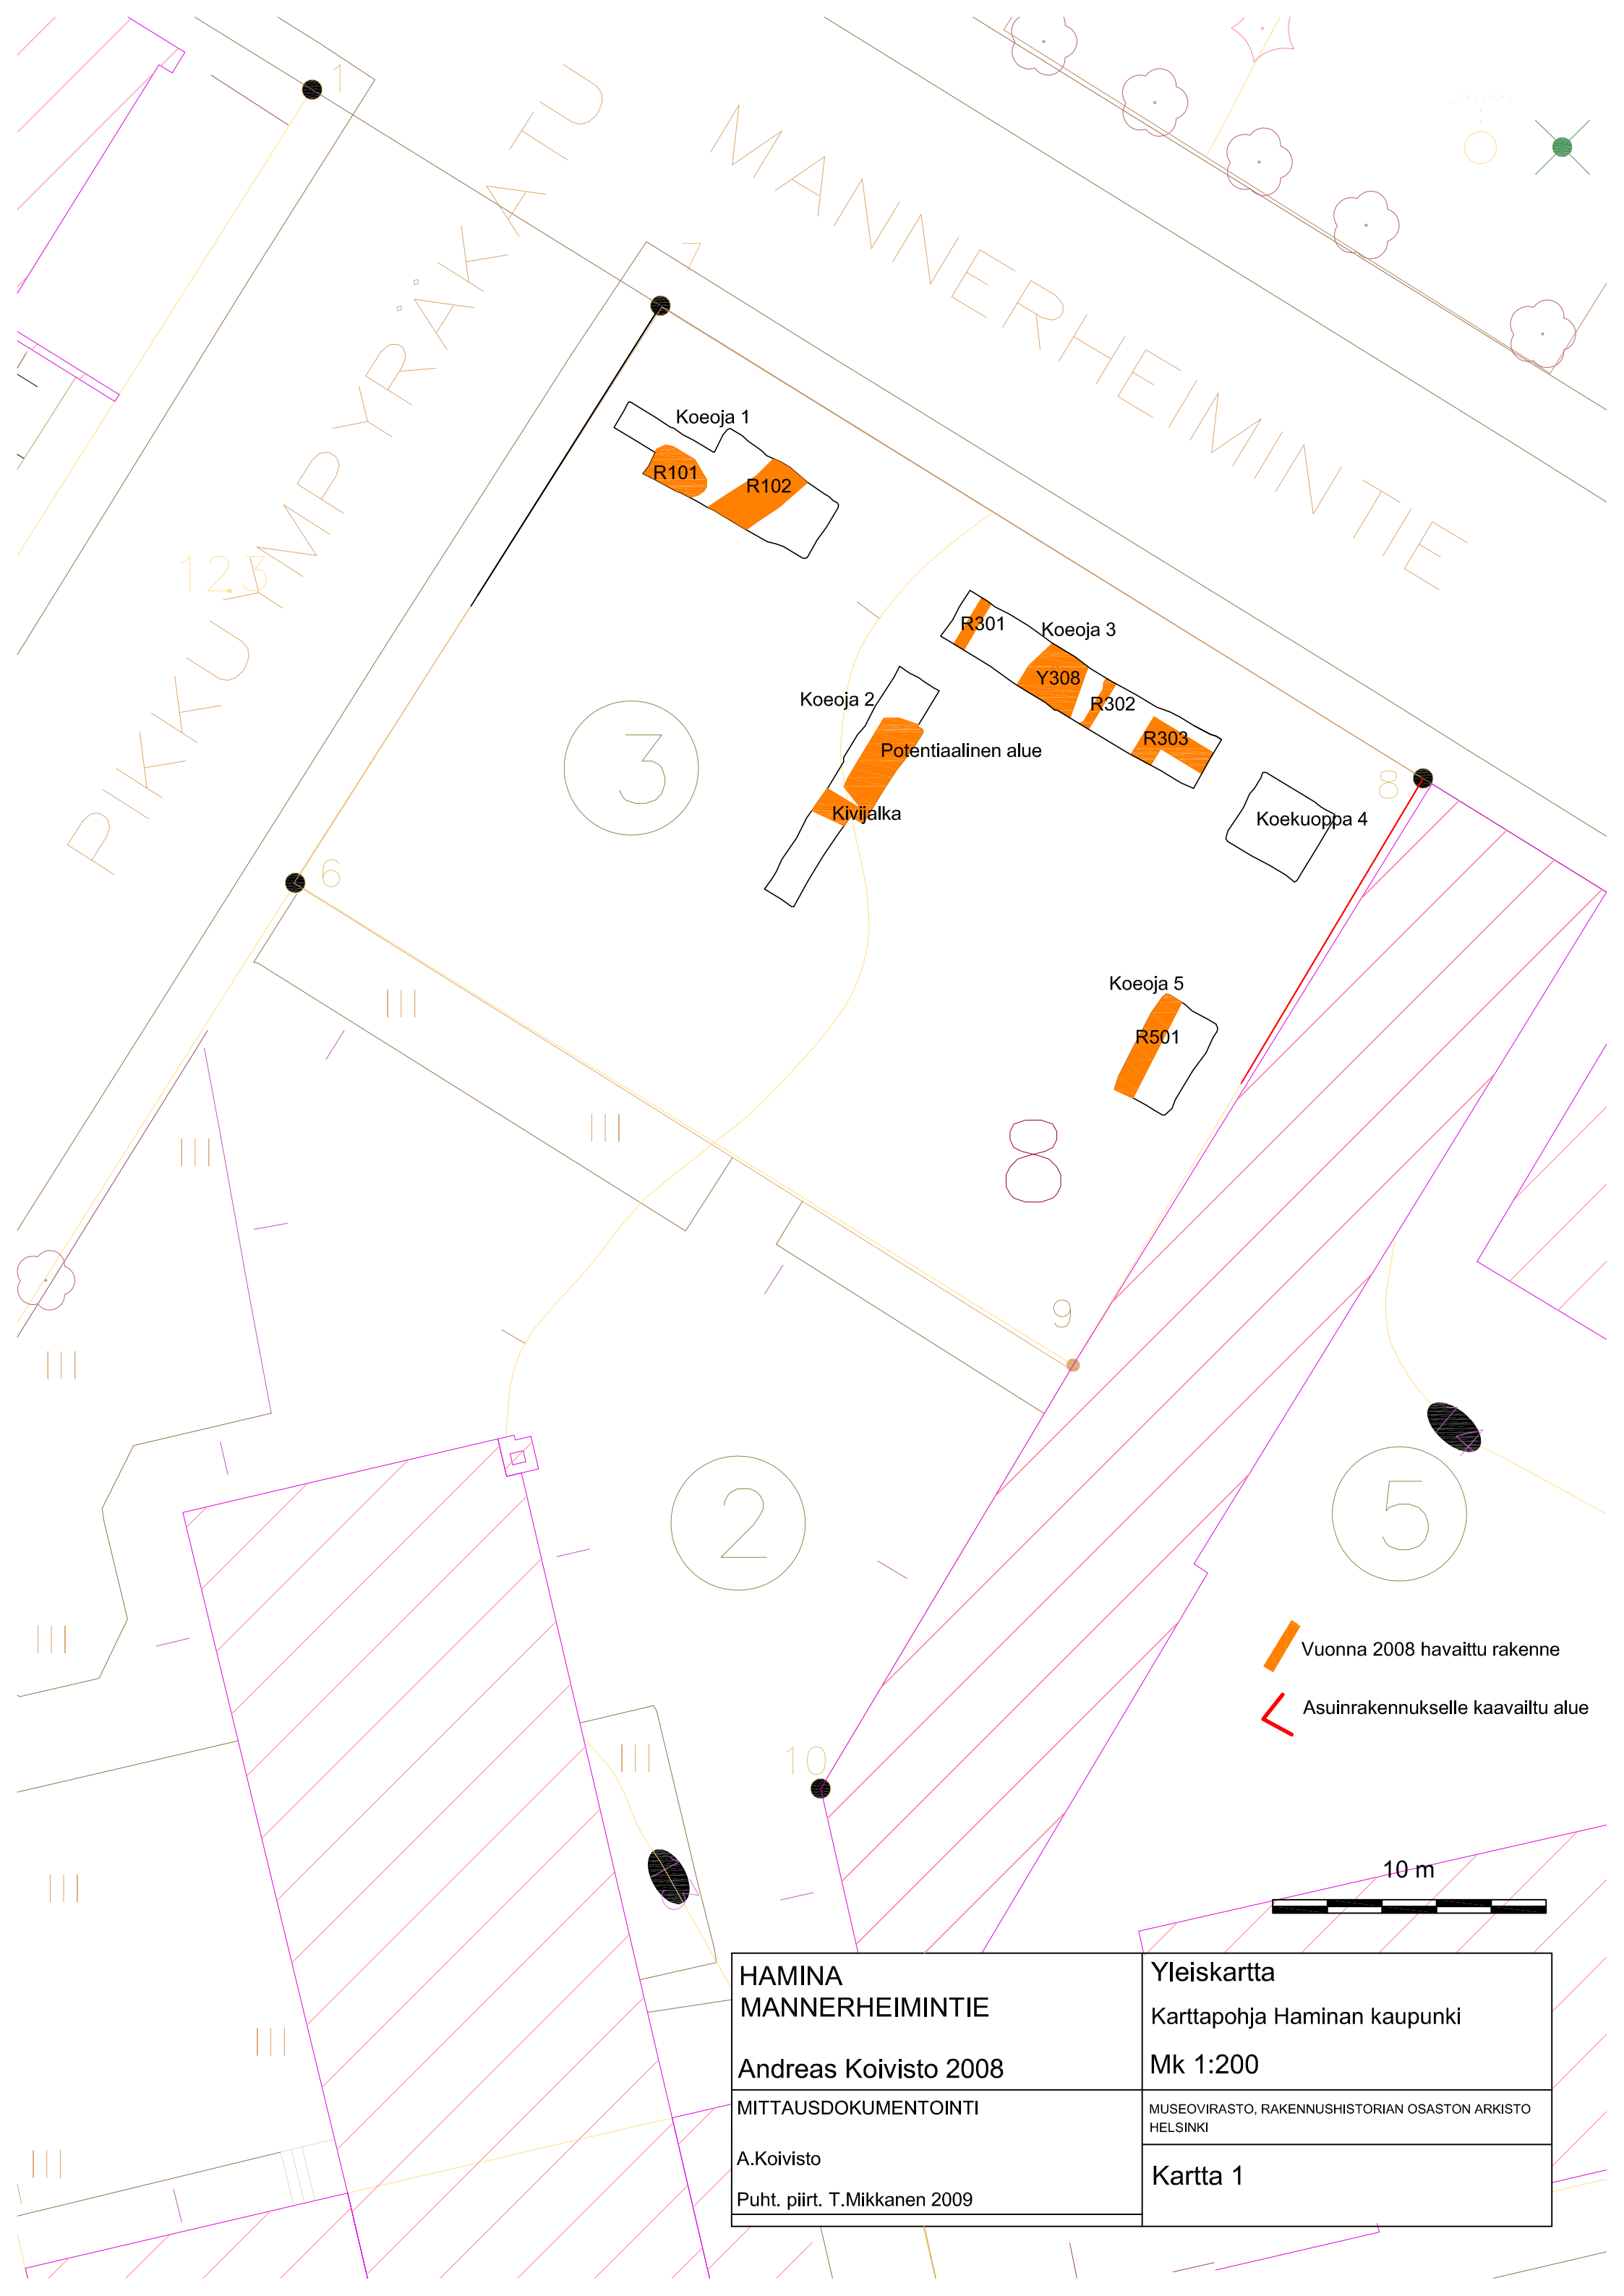 1
MANNERHEIMINTIE
PIKKUYMPYRÄKATU
7
Koeoja 1
R101
R102
12.3
R301
Koeoja 3
Y308
R302
R303
Koeoja 2
Potentiaalinen alue
Kivijalka
3
8
Koekuoppa 4
6
Koeoja 5
R501
8
9
2
5
Vuonna 2008 havaittu rakenne
Asuinrakennukselle kaavailtu alue
10
10 m
HAMINA
MANNERHEIMINTIE
Andreas Koivisto 2008
MITTAUSDOKUMENTOINTI
A.Koivisto
Puht. piirt. T.Mikkanen 2009
Yleiskartta
Karttapohja Haminan kaupunki
Mk 1:200
MUSEOVIRASTO, RAKENNUSHISTORIAN OSASTON ARKISTO
HELSINKI
Kartta 1